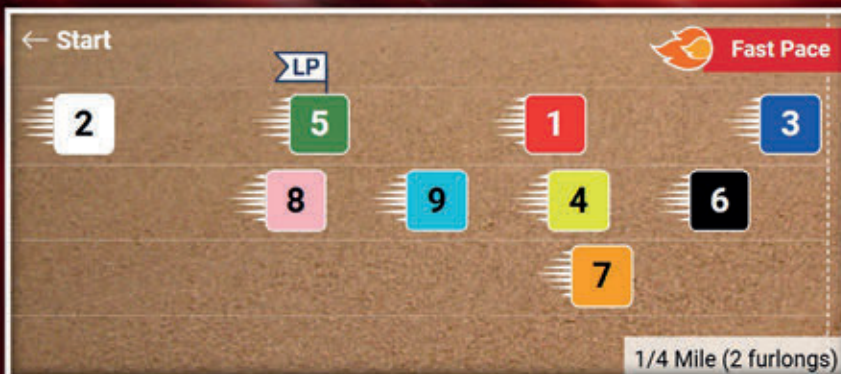 ← Start
Fast Pace
LP
2 5 1 3
8 9 4 6
7
1/4 Mile (2 furlongs)